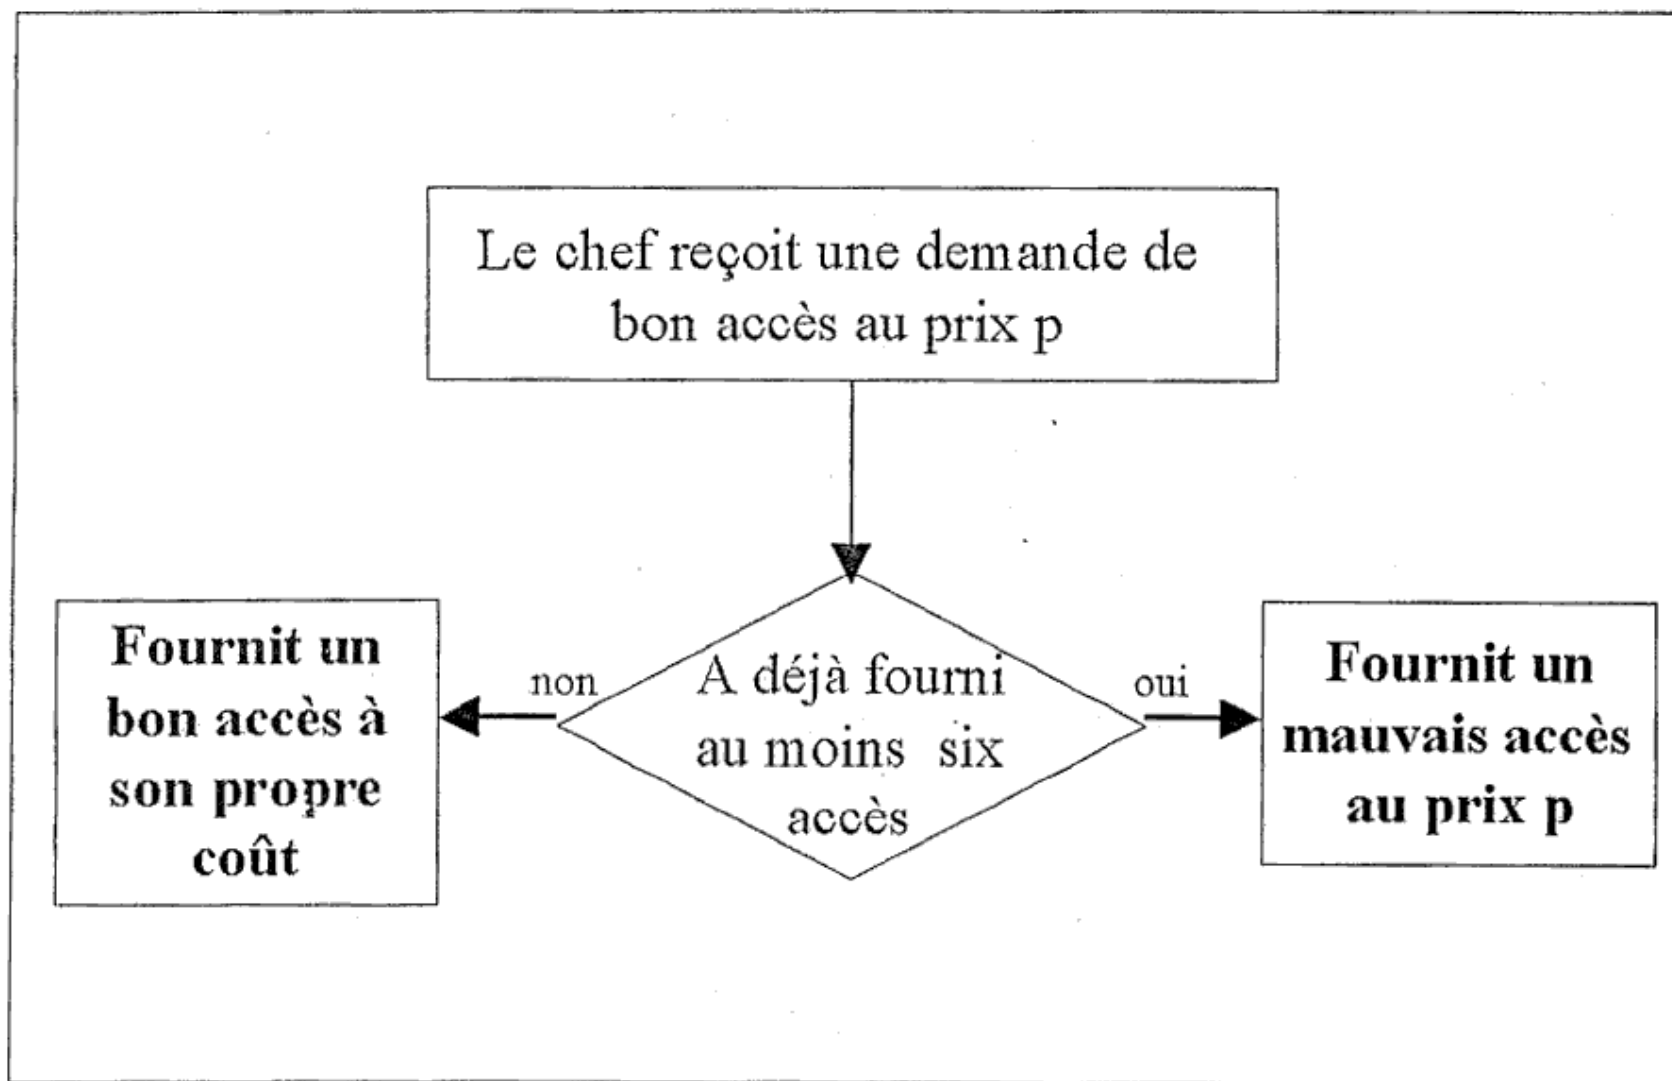 Le chef reçoit une demande de
bon accès au prix p
Fournit un
bon accès à
son propre
coût
non
A déjà fourni
au moins six
accès
oui
Fournit un
mauvais accès
au prix p